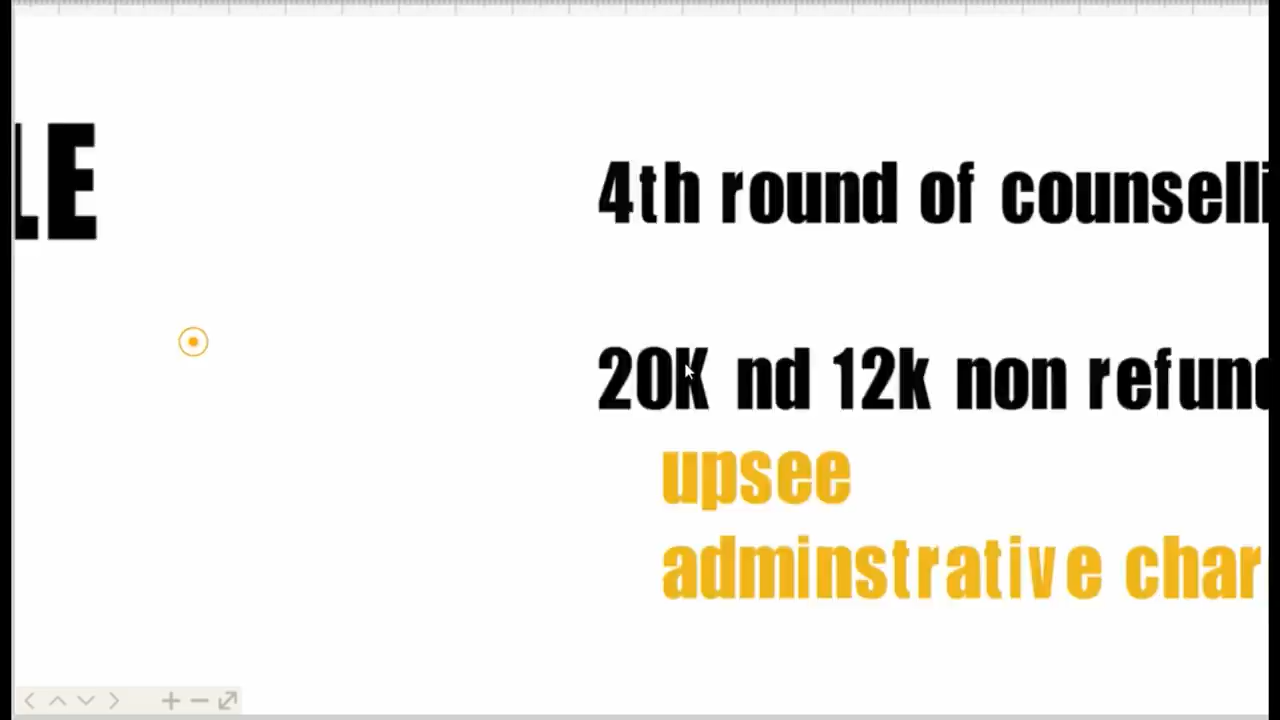 LE
4th round of counselli
20K nd 12k non refund
upsee
adminstrative char